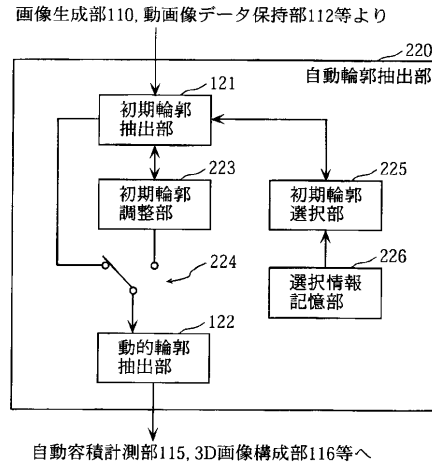 画像生成部110,動画像データ保持部112等より
220
自動輪郭抽出部
121
初期輪郭
抽出部
223
初期輪郭
調整部
225
初期輪郭
選択部
224
226
選択情報
記憶部
122
動的輪郭
抽出部
自動容積計測部115,3D画像構成部116等へ